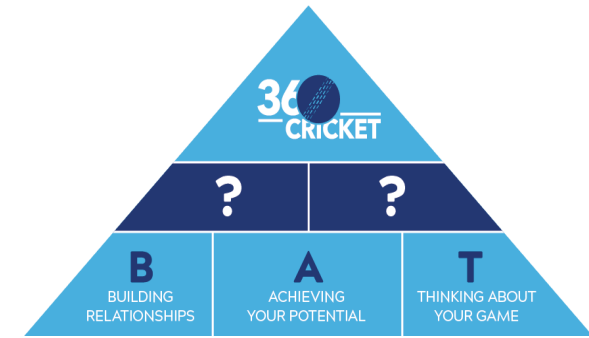 360
CRICKET
? ?
B A T
BUILDING RELATIONSHIPS
ACHIEVING YOUR POTENTIAL
THINKING ABOUT YOUR GAME